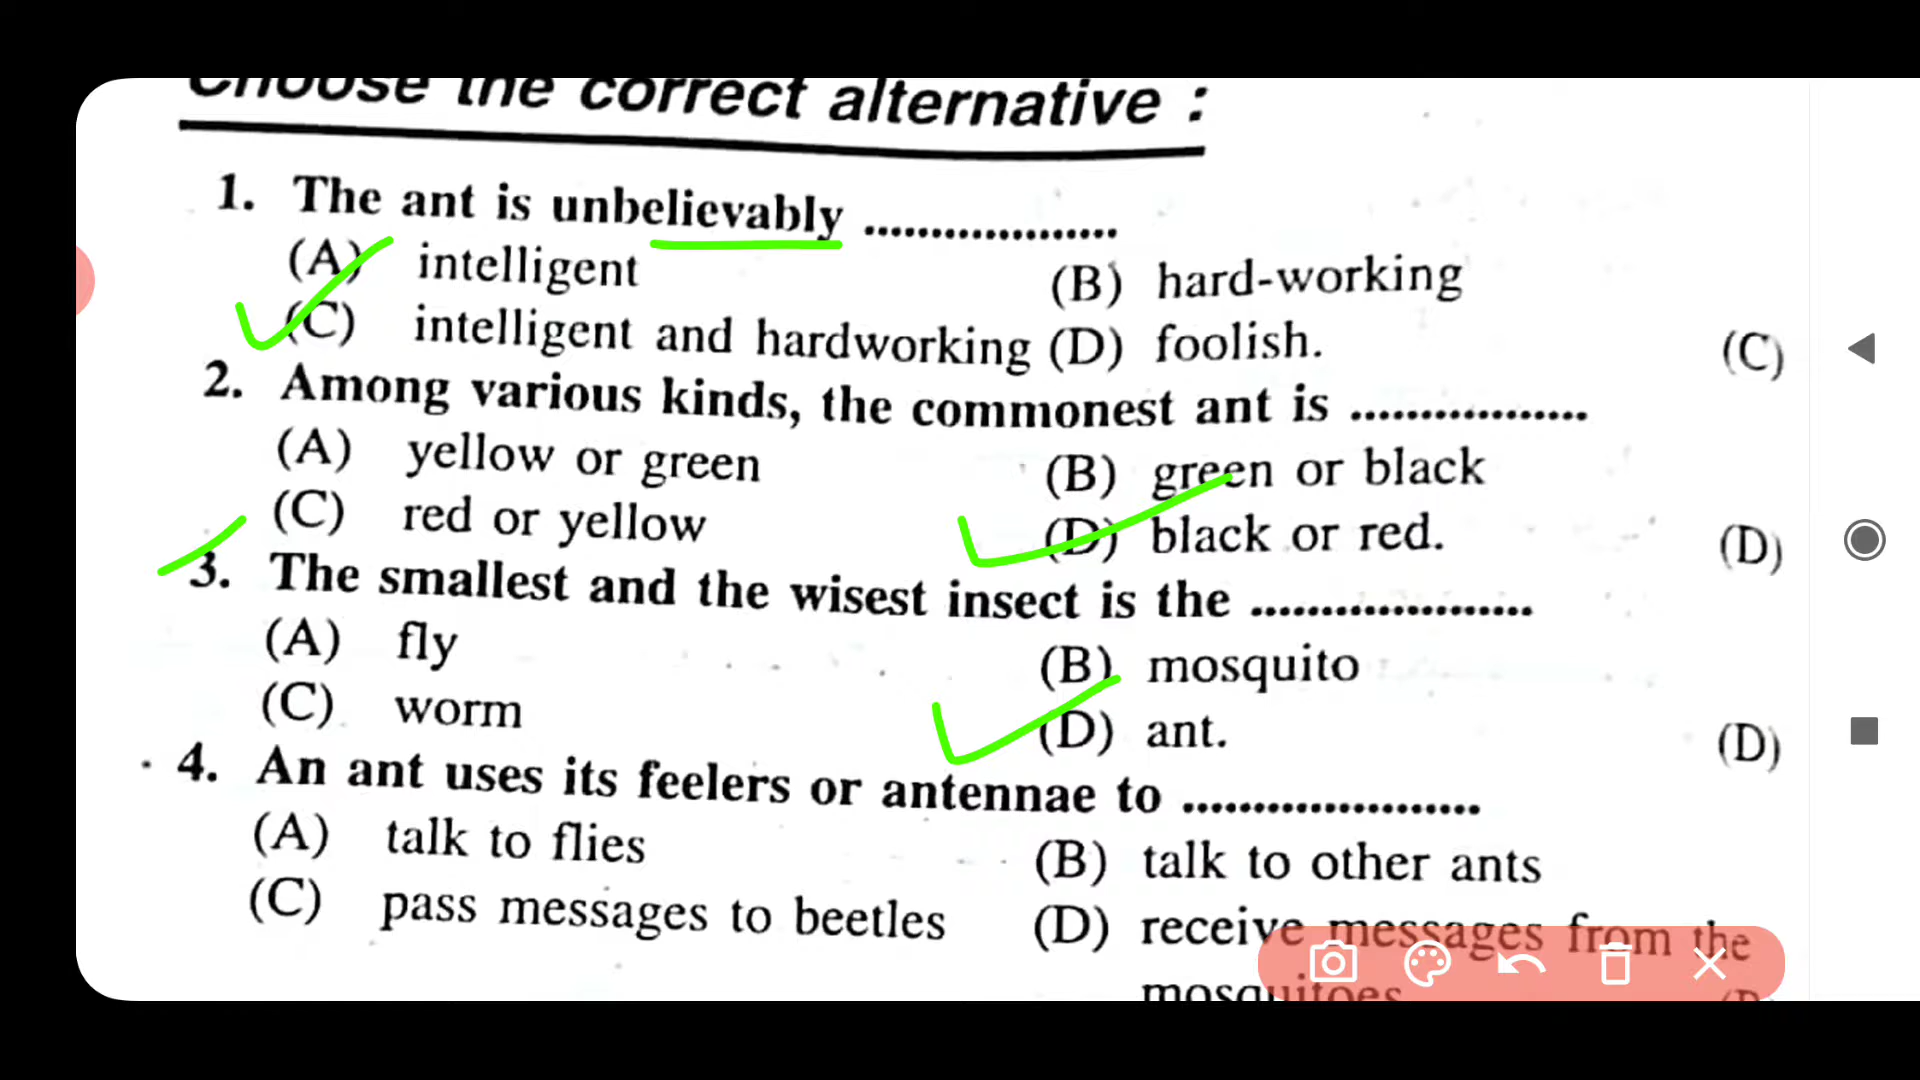 Choose the correct alternative :
1. The ant is unbelievably ...................
(A) intelligent (B) hard-working
(C) intelligent and hardworking (D) foolish. (C)
2. Among various kinds, the commonest ant is .................
(A) yellow or green (B) green or black
(C) red or yellow (D) black or red. (D)
3. The smallest and the wisest insect is the ....................
(A) fly (B) mosquito
(C) worm (D) ant. (D)
4. An ant uses its feelers or antennae to .....................
(A) talk to flies (B) talk to other ants
(C) pass messages to beetles (D) receive messages from the
mosquitoes